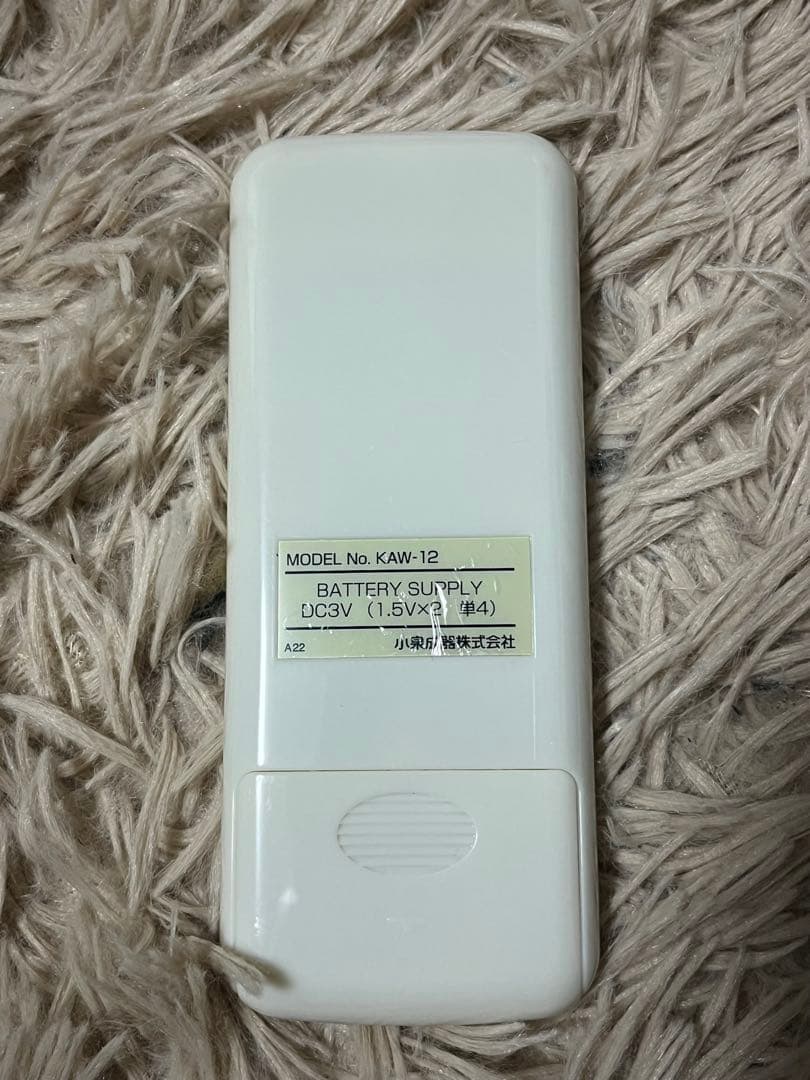 MODEL No. KAW-12
BATTERY SUPPLY
DC3V (1.5V×2 単4)
A22 小泉成器株式会社